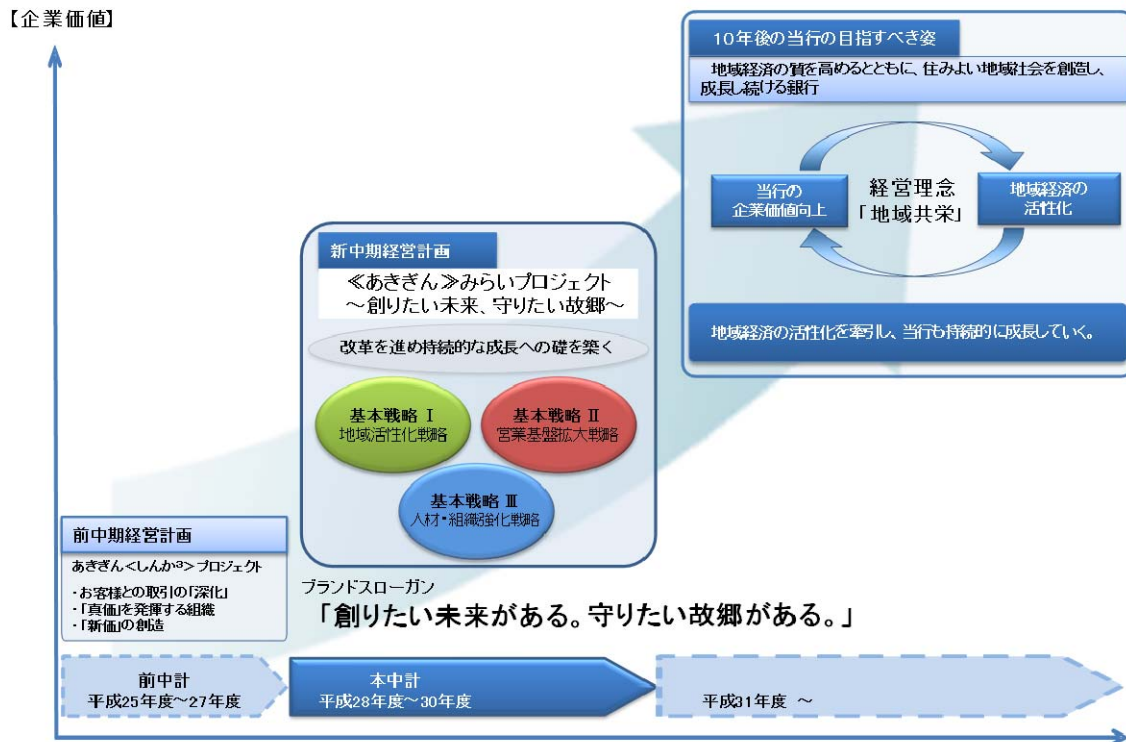 【企業価値】
10年後の当行の目指すべき姿
地域経済の質を高めるとともに、住みよい地域社会を創造し、
成長し続ける銀行
当行の
企業価値向上
経営理念
「地域共栄」
地域経済の
活性化
地域経済の活性化を牽引し、当行も持続的に成長していく。
新中期経営計画
≪あきぎん≫みらいプロジェクト
～創りたい未来、守りたい故郷～
改革を進め持続的な成長への礎を築く
基本戦略 Ⅰ
地域活性化戦略
基本戦略 Ⅱ
営業基盤拡大戦略
基本戦略 Ⅲ
人材・組織強化戦略
前中期経営計画
あきぎん<しんか³>プロジェクト
・お客様との取引の「深化」
・「真価」を発揮する組織
・「新価」の創造
ブランドスローガン
「創りたい未来がある。守りたい故郷がある。」
前中計
平成25年度～27年度
本中計
平成28年度～30年度
平成31年度 ～